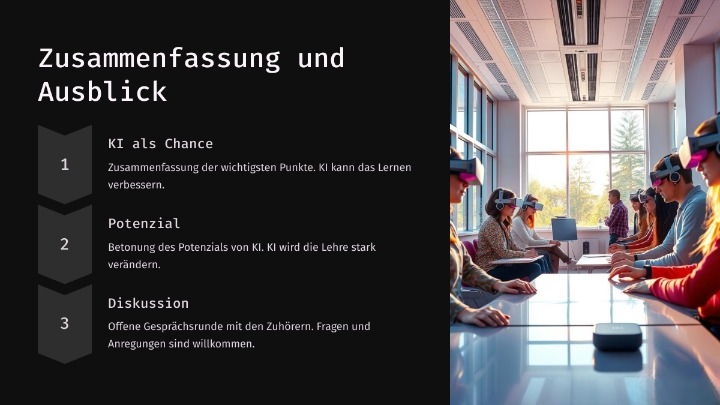 Zusammenfassung und
Ausblick
1
KI als Chance
Zusammenfassung der wichtigsten Punkte. KI kann das Lernen
verbessern.
2
Potenzial
Betonung des Potenzials von KI. KI wird die Lehre stark
verändern.
3
Diskussion
Offene Gesprächsrunde mit den Zuhörern. Fragen und
Anregungen sind willkommen.